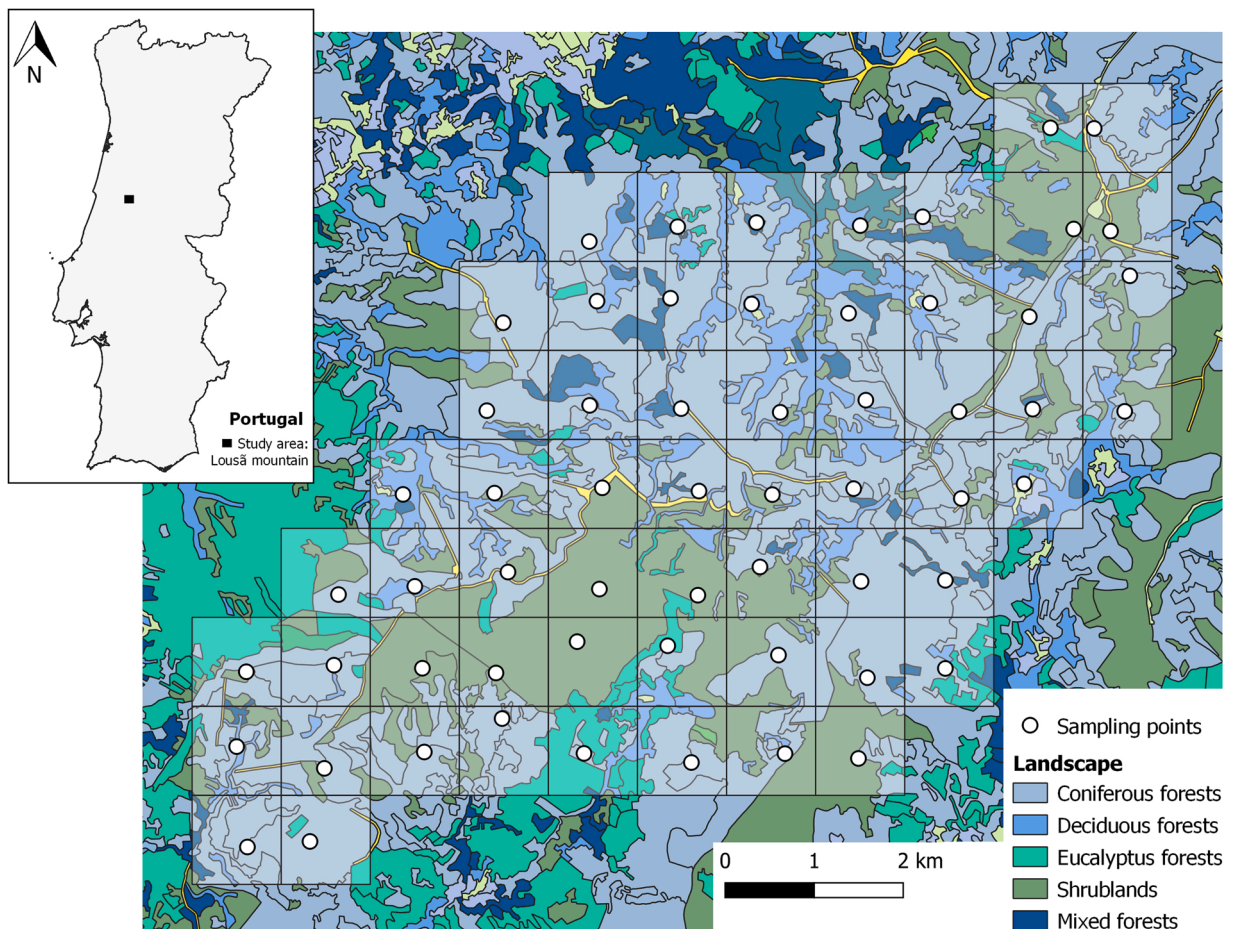 N
Portugal
Study area:
Lousã mountain
Sampling points
Landscape
Coniferous forests
Deciduous forests
Eucalyptus forests
Shrublands
Mixed forests
0 1 2 km